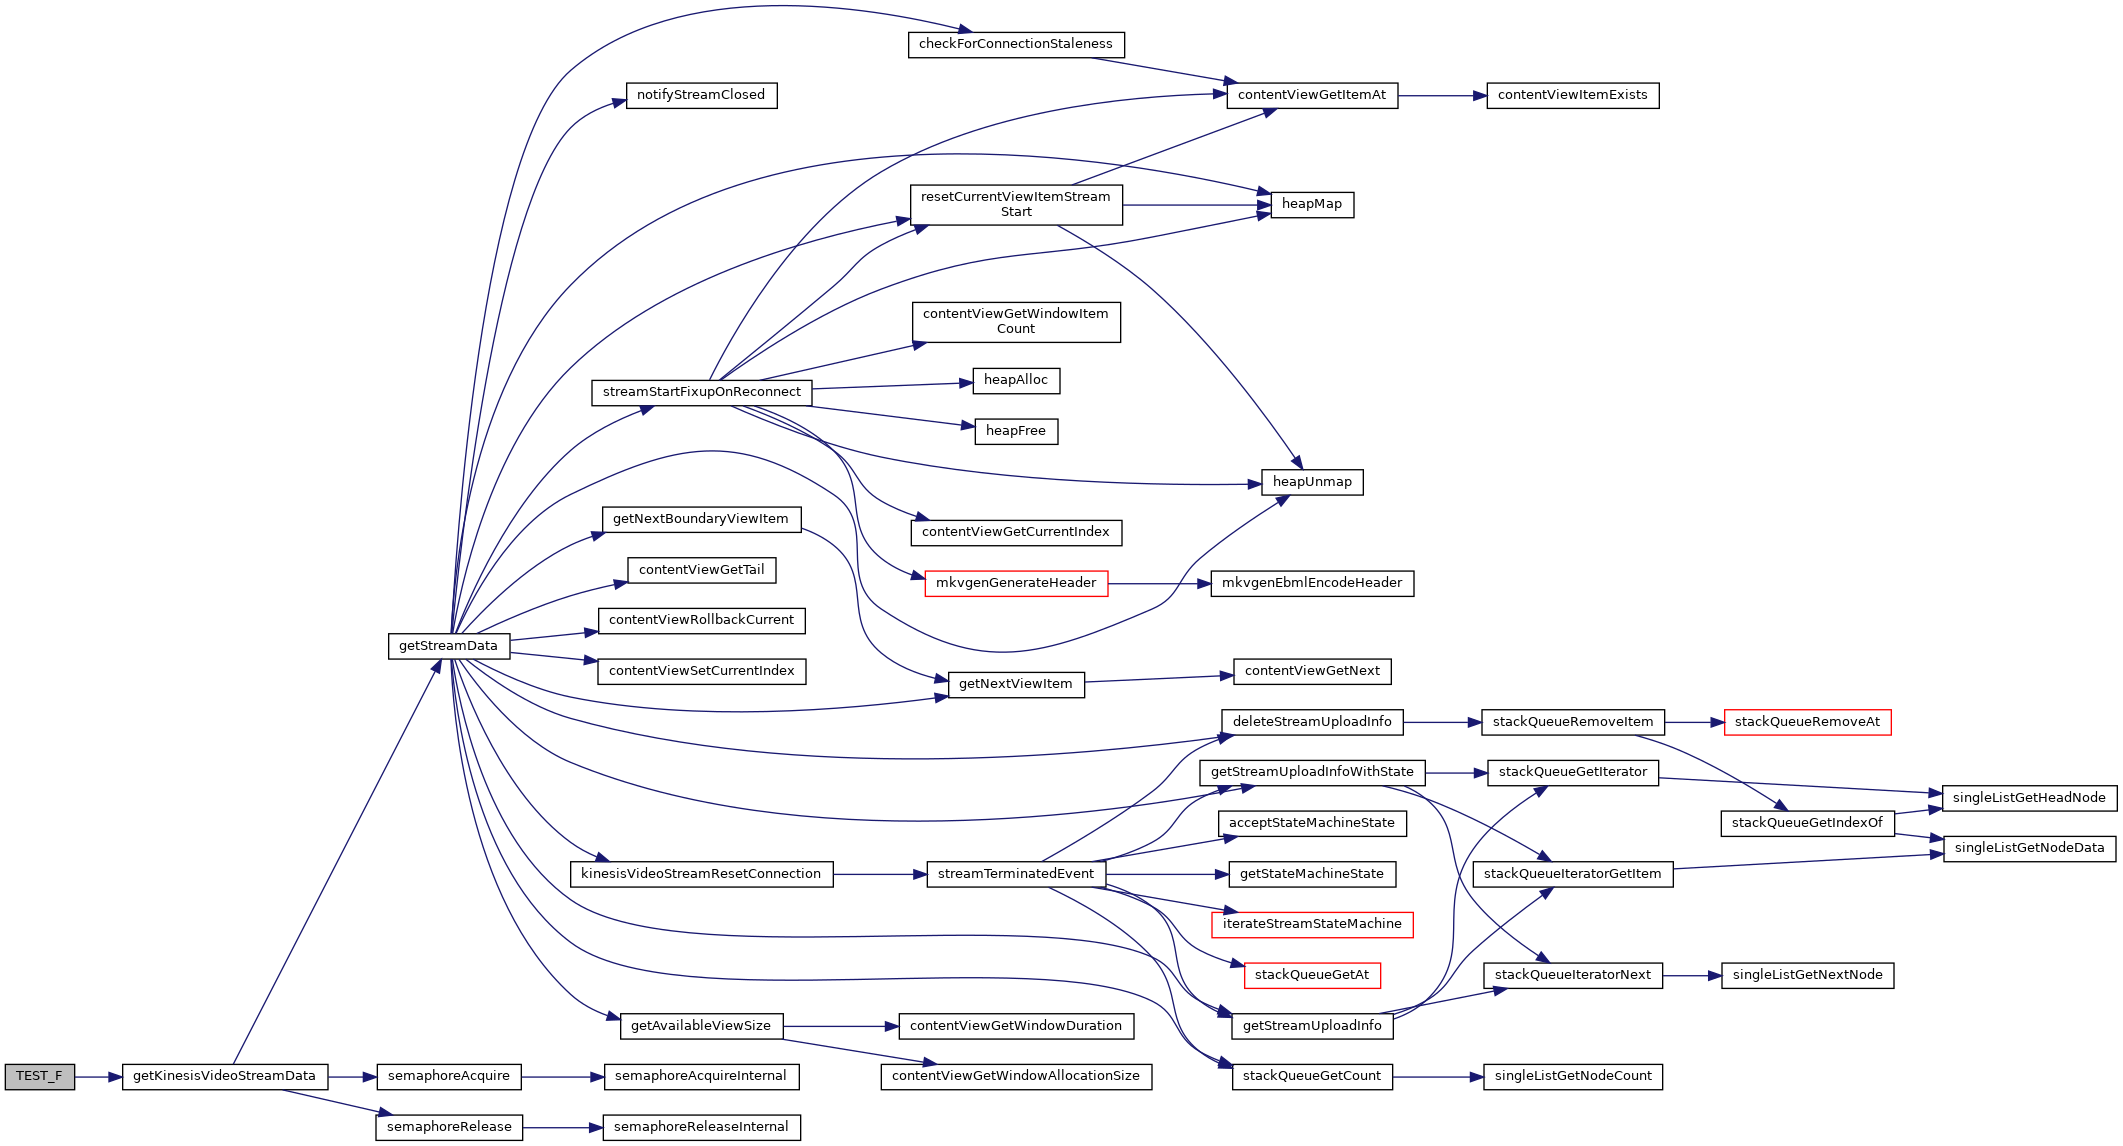 checkForConnectionStaleness
notifyStreamClosed
contentViewGetItemAt
contentViewItemExists
resetCurrentViewItemStream
Start
heapMap
contentViewGetWindowItem
Count
heapAlloc
streamStartFixupOnReconnect
heapFree
heapUnmap
getNextBoundaryViewItem
contentViewGetCurrentIndex
contentViewGetTail
mkvgenGenerateHeader
mkvgenEbmlEncodeHeader
contentViewRollbackCurrent
getStreamData
contentViewSetCurrentIndex
getNextViewItem
contentViewGetNext
deleteStreamUploadInfo
stackQueueRemoveItem
stackQueueRemoveAt
getStreamUploadInfoWithState
stackQueueGetIterator
singleListGetHeadNode
acceptStateMachineState
stackQueueGetIndexOf
singleListGetNodeData
kinesisVideoStreamResetConnection
streamTerminatedEvent
getStateMachineState
stackQueueIteratorGetItem
iterateStreamStateMachine
stackQueueGetAt
stackQueueIteratorNext
singleListGetNextNode
getAvailableViewSize
contentViewGetWindowDuration
getStreamUploadInfo
TEST_F
getKinesisVideoStreamData
semaphoreAcquire
semaphoreAcquireInternal
contentViewGetWindowAllocationSize
stackQueueGetCount
singleListGetNodeCount
semaphoreRelease
semaphoreReleaseInternal